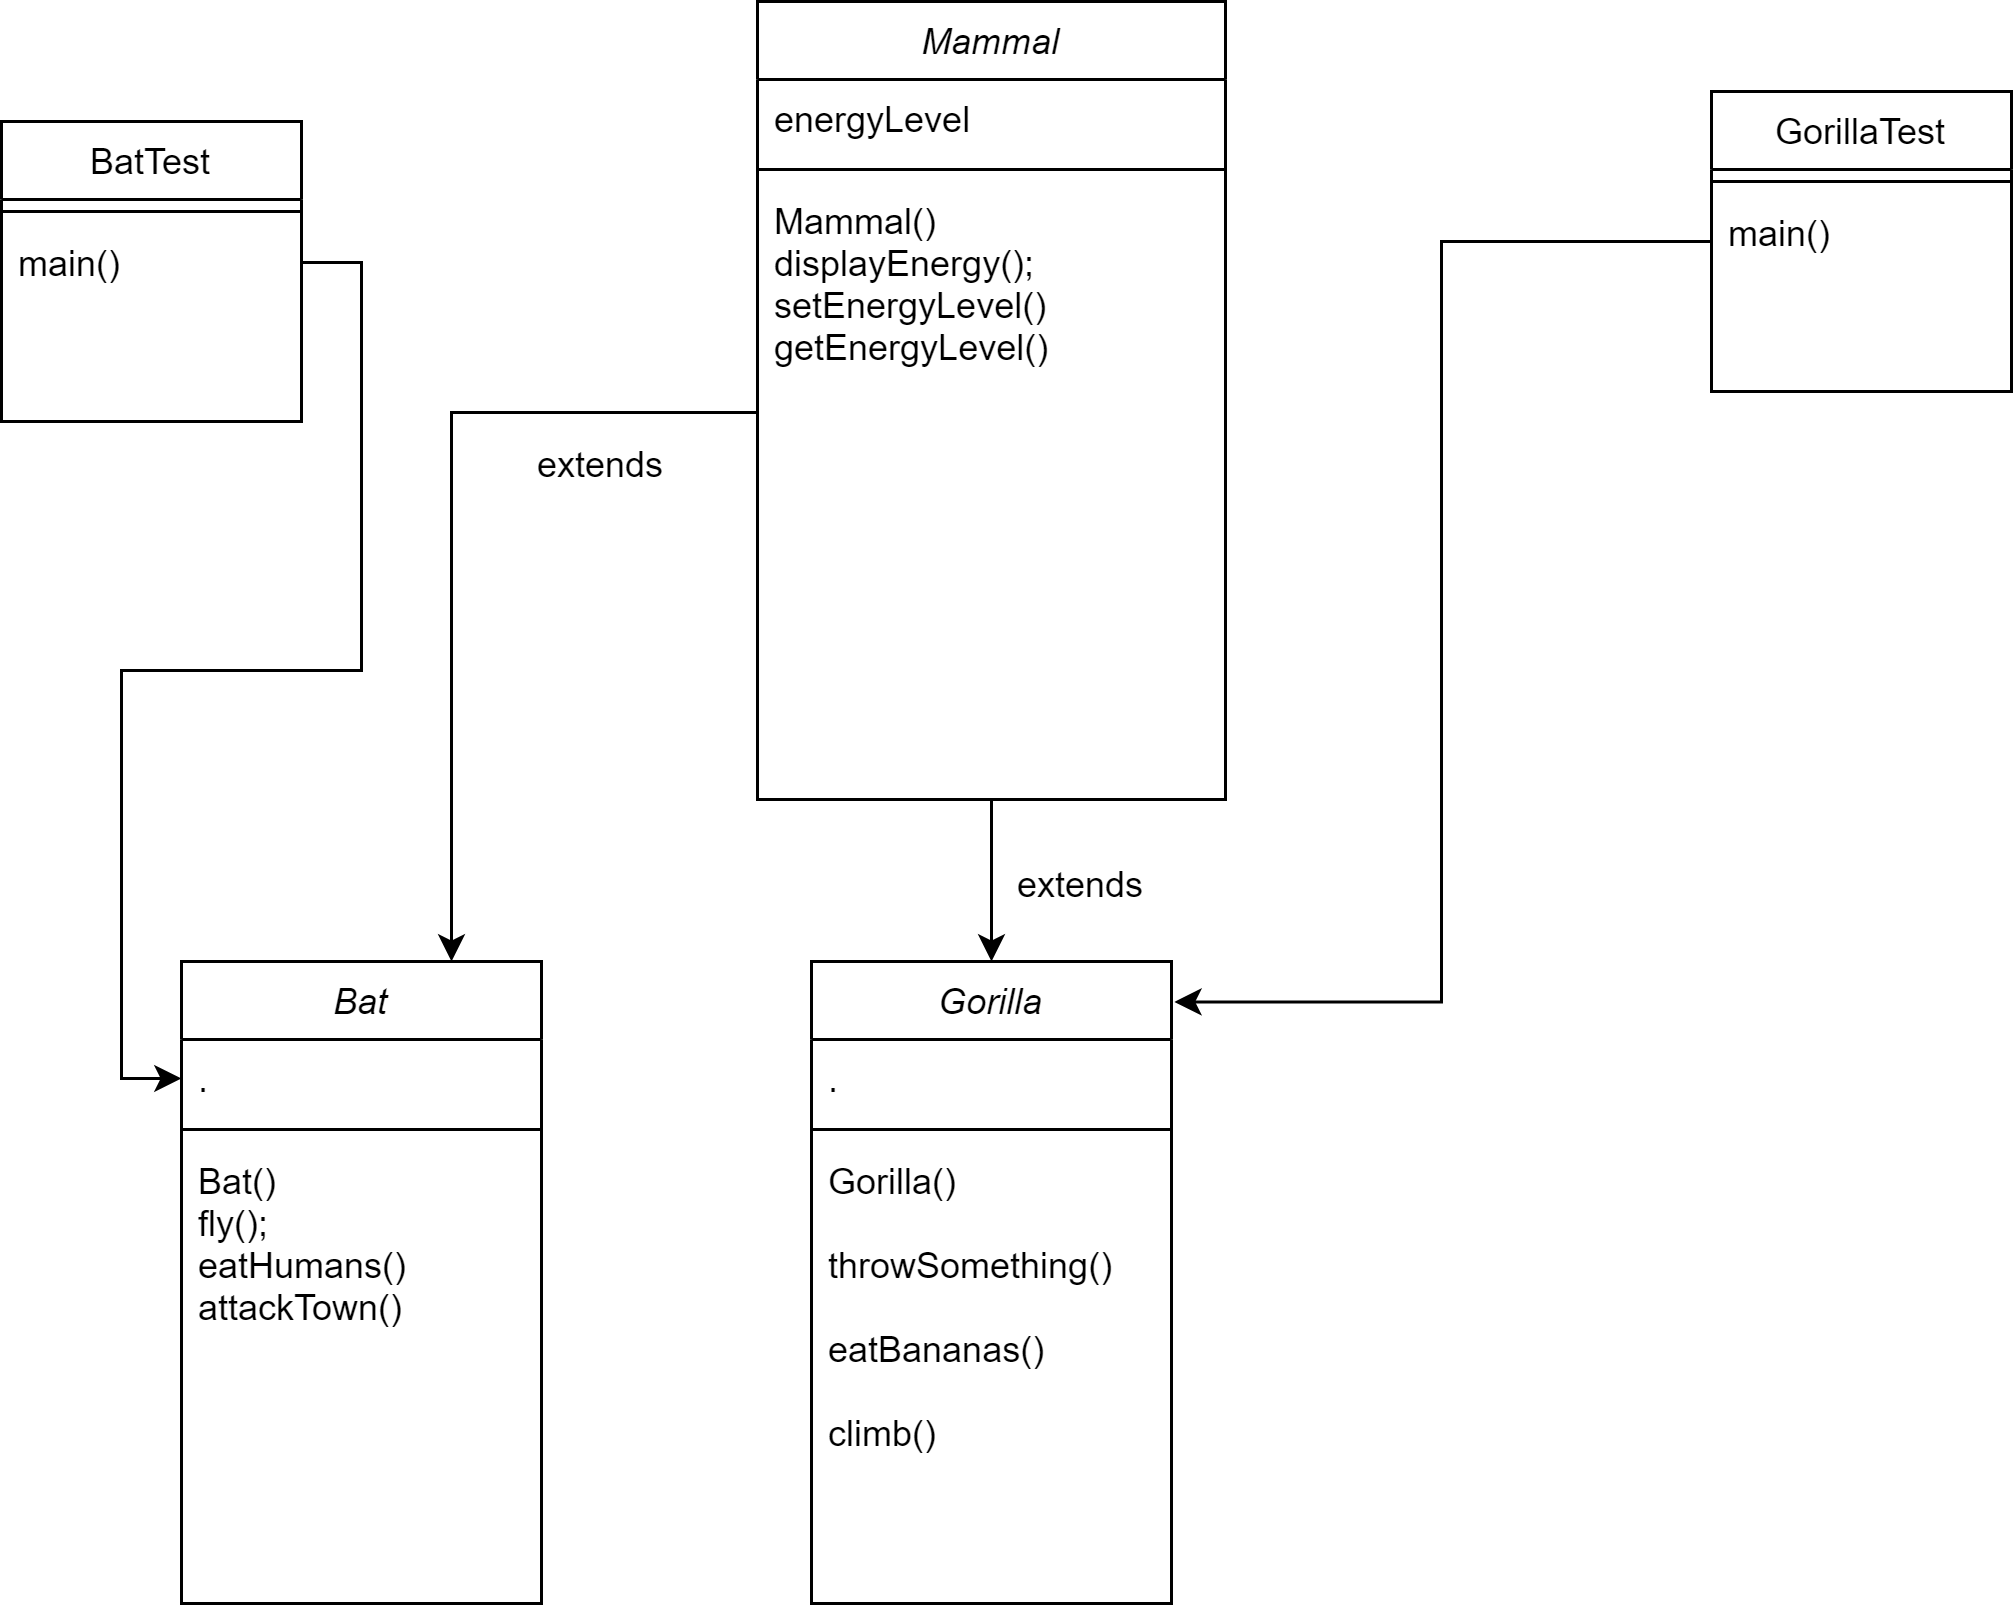 Mammal
energyLevel
Mammal()
displayEnergy();
setEnergyLevel()
getEnergyLevel()
BatTest
main()
GorillaTest
main()
extends
extends
Bat
.
Bat()
fly();
eatHumans()
attackTown()
Gorilla
.
Gorilla()
throwSomething()
eatBananas()
climb()